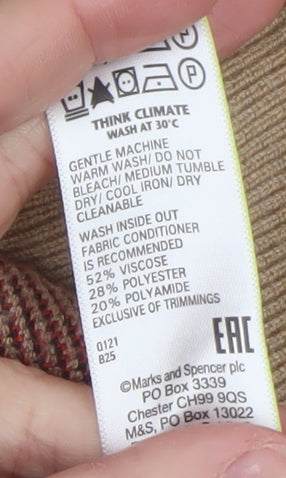 P
P
THINK CLIMATE
WASH AT 30°C
GENTLE MACHINE
WARM WASH/ DO NOT
BLEACH/ MEDIUM TUMBLE
DRY/ COOL IRON/ DRY
CLEANABLE
WASH INSIDE OUT
FABRIC CONDITIONER
IS RECOMMENDED
52% VISCOSE
28% POLYESTER
20% POLYAMIDE
EXCLUSIVE OF TRIMMINGS
0121
B25
EAC
©Marks and Spencer plc
PO Box 3339
Chester CH99 9QS
M&S, PO Box 13022